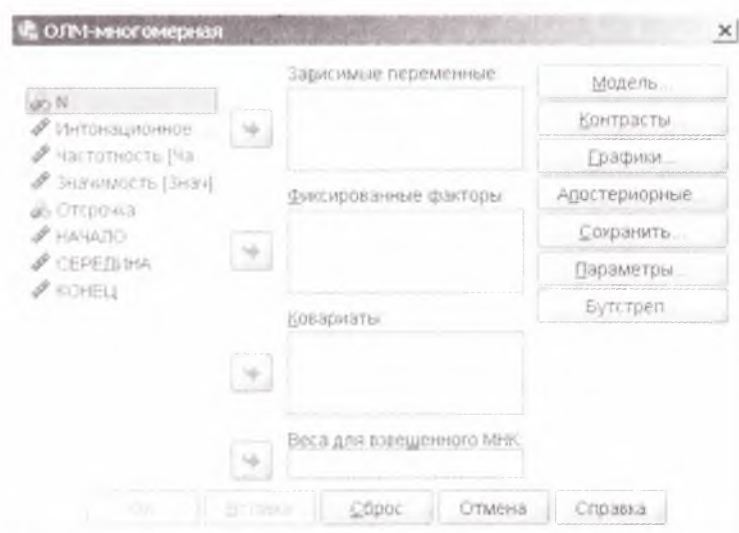 ОЛМ-многомерная
N
Интонационное
Частотность [Ча
Значимость [Знач]
Отсрочка
НАЧАЛО
СЕРЕДИНА
КОНЕЦ
Зависимые переменные
Фиксированные факторы
Ковариаты
Веса для взвешенного МНК
Модель...
Контрасты...
Графики...
Апостериорные...
Сохранить...
Параметры...
Бутстреп...
ОК
Вставка
Сброс
Отмена
Справка